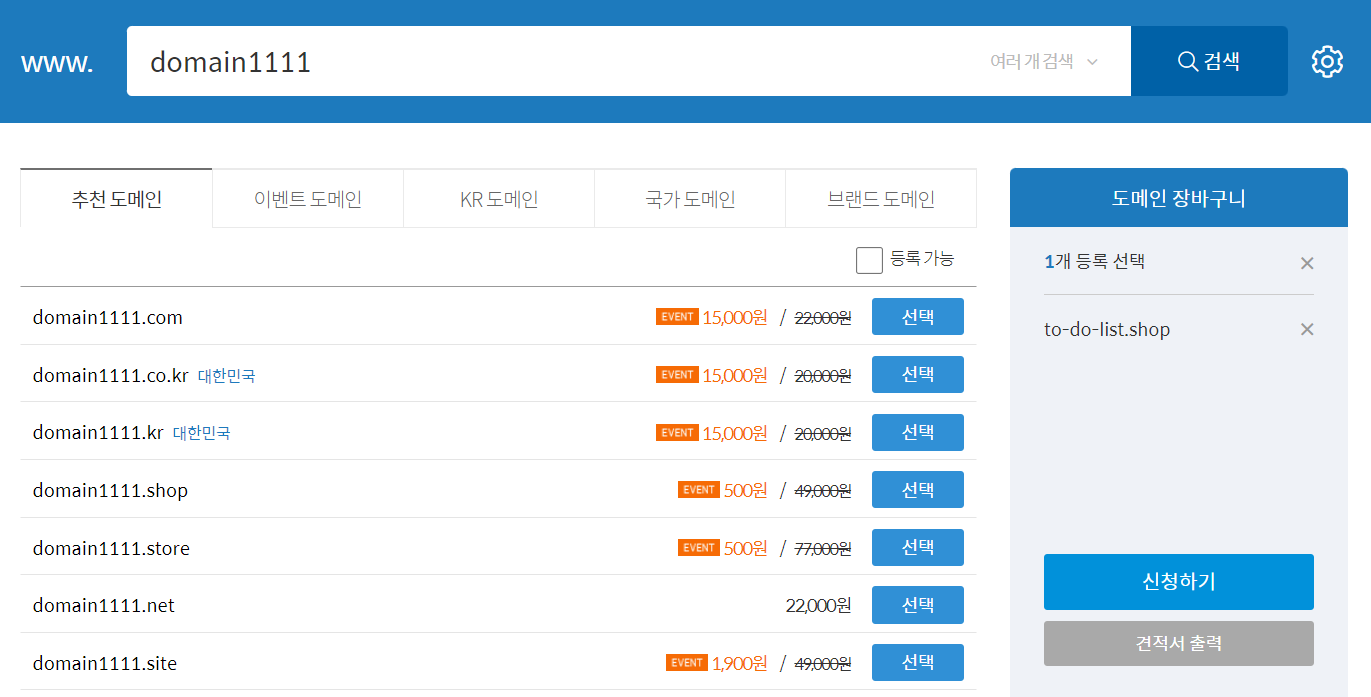 www. domain1111 여러 개 검색 검색
추천 도메인 이벤트 도메인 KR 도메인 국가 도메인 브랜드 도메인
등록 가능
domain1111.com EVENT 15,000원 / 22,000원 선택
domain1111.co.kr 대한민국 EVENT 15,000원 / 20,000원 선택
domain1111.kr 대한민국 EVENT 15,000원 / 20,000원 선택
domain1111.shop EVENT 500원 / 49,000원 선택
domain1111.store EVENT 500원 / 77,000원 선택
domain1111.net 22,000원 선택
domain1111.site EVENT 1,900원 / 49,000원 선택
도메인 장바구니
1개 등록 선택
to-do-list.shop
신청하기
견적서 출력